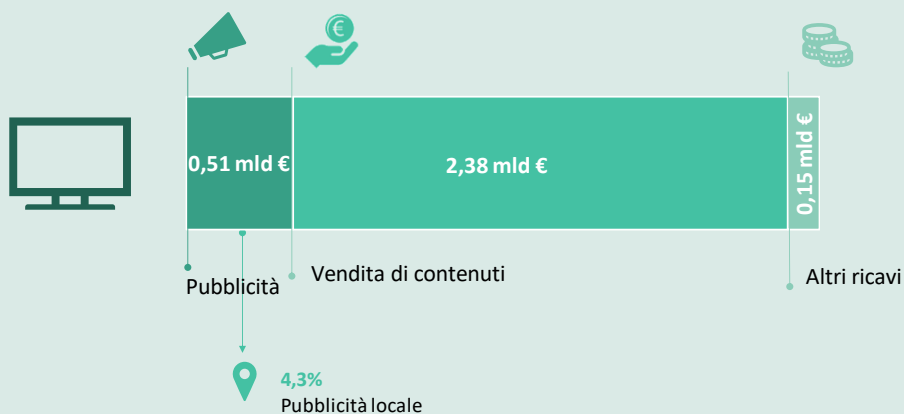 €
0,51 mld €
2,38 mld €
0,15 mld €
Pubblicità
Vendita di contenuti
Altri ricavi
4,3%
Pubblicità locale